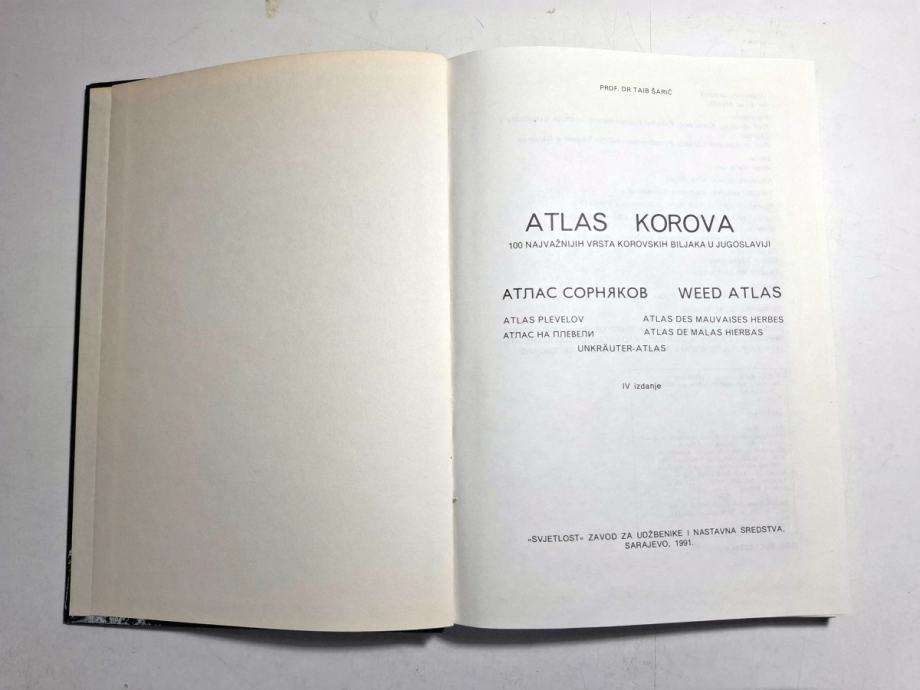 PROF. DR TAIB ŠARIĆ
ATLAS KOROVA
100 NAJVAŽNIJIH VRSTA KOROVSKIH BILJAKA U JUGOSLAVIJI
АТЛАС СОРНЯКОВ WEED ATLAS
ATLAS PLEVELOV ATLAS DES MAUVAISES HERBES
АТЛАС НА ПЛЕВЕЛИ ATLAS DE MALAS HIERBAS
UNKRÄUTER-ATLAS
IV izdanje
»SVJETLOST« ZAVOD ZA UDŽBENIKE I NASTAVNA SREDSTVA,
SARAJEVO, 1991.